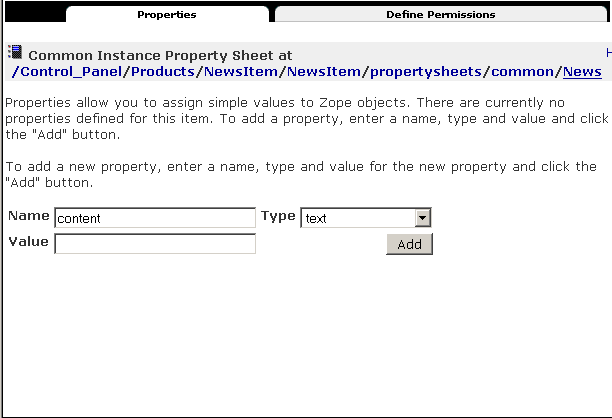 Properties Define Permissions
Common Instance Property Sheet at H
/Control_Panel/Products/NewsItem/NewsItem/propertysheets/common/News
Properties allow you to assign simple values to Zope objects. There are currently no
properties defined for this item. To add a property, enter a name, type and value and click
the "Add" button.
To add a new property, enter a name, type and value for the new property and click the
"Add" button.
Name content Type text
Value Add